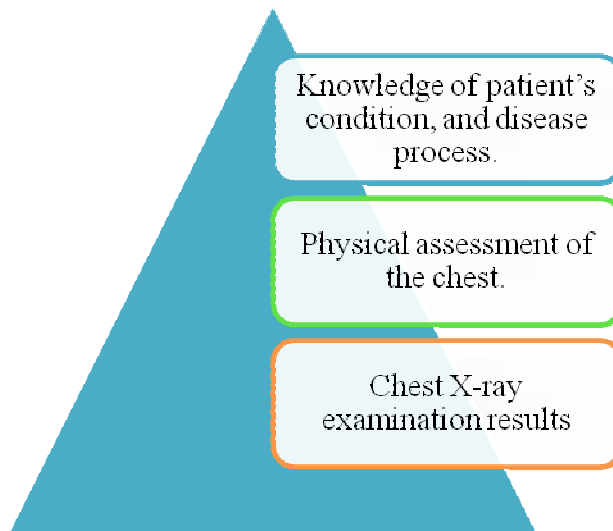 Knowledge of patient's
condition, and disease
process.
Physical assessment of
the chest.
Chest X-ray
examination results